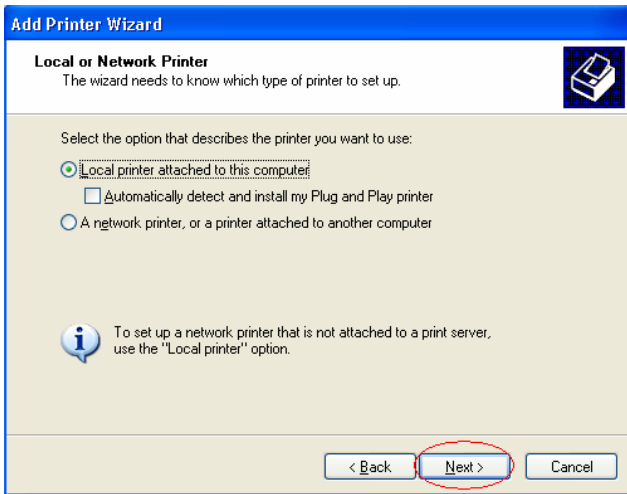 Add Printer Wizard
Local or Network Printer
The wizard needs to know which type of printer to set up.
Select the option that describes the printer you want to use:
Local printer attached to this computer
Automatically detect and install my Plug and Play printer
A network printer, or a printer attached to another computer
To set up a network printer that is not attached to a print server,
use the "Local printer" option.
< Back
Next >
Cancel